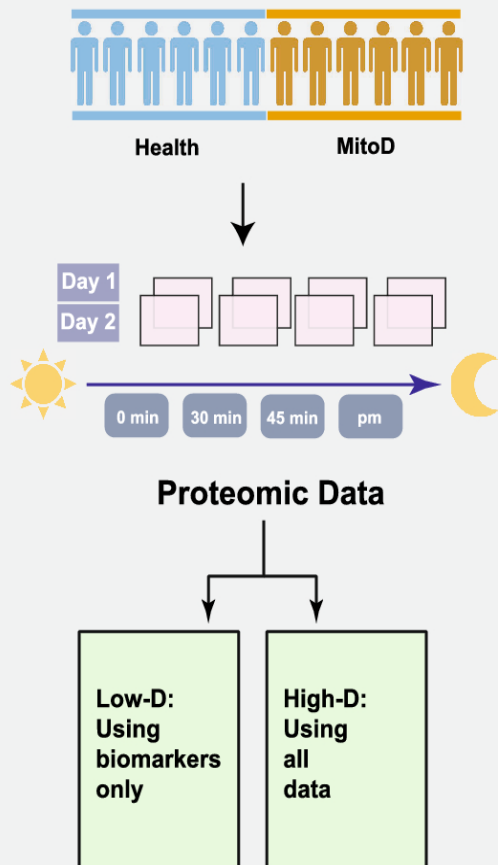 Health MitoD
Day 1
Day 2
0 min 30 min 45 min pm
Proteomic Data
Low-D:
Using
biomarkers
only
High-D:
Using
all
data